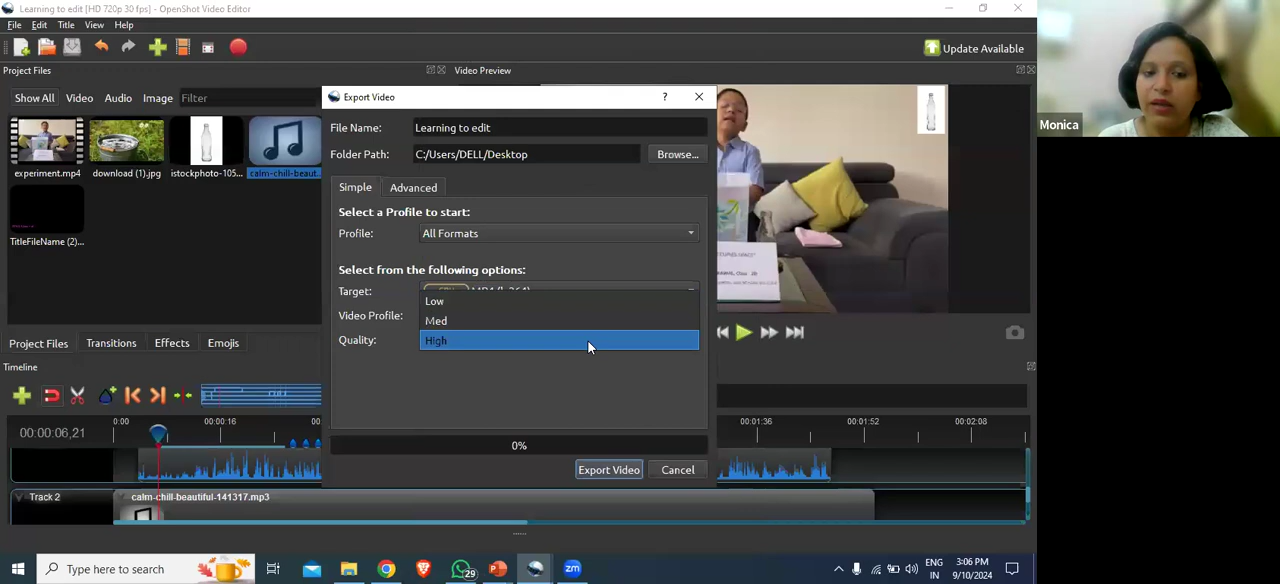 Learning to edit [HD 720p 30 fps] - OpenShot Video Editor
File Edit Title View Help
Update Available
Project Files
Video Preview
Show All Video Audio Image Filter
experiment.mp4 download (1).jpg istockphoto-105... calm-chill-beaut...
TitleFileName (2)...
Export Video
? 
File Name: Learning to edit
Folder Path: C:/Users/DELL/Desktop Browse...
Simple Advanced
Select a Profile to start:
Profile: All Formats
Select from the following options:
Target: MP4 (h.264)
Video Profile:
Quality:
Low
Med
High
0%
Export Video Cancel
Monica
Project Files Transitions Effects Emojis
Timeline
00:00:06,21
0:00 00:00:16 00:01:36 00:01:52 00:02:08
Track 2 calm-chill-beautiful-141317.mp3
Type here to search
29
zm
ENG
IN
3:06 PM
9/10/2024